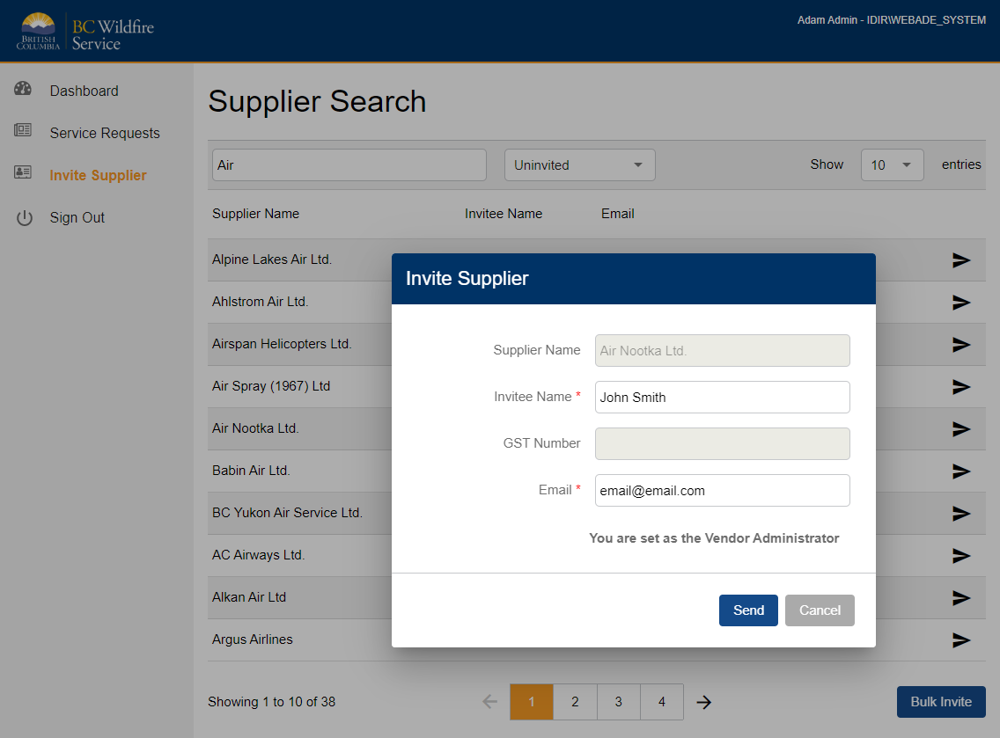 BRITISH
COLUMBIA
BC Wildfire
Service
Adam Admin - IDIR\WEBADE_SYSTEM
Dashboard
Service Requests
Invite Supplier
Sign Out
Supplier Search
Air
Uninvited
Show 10 entries
Supplier Name Invitee Name Email
Alpine Lakes Air Ltd.
Ahlstrom Air Ltd.
Airspan Helicopters Ltd.
Air Spray (1967) Ltd
Air Nootka Ltd.
Babin Air Ltd.
BC Yukon Air Service Ltd.
AC Airways Ltd.
Alkan Air Ltd
Argus Airlines
Invite Supplier
Supplier Name Air Nootka Ltd.
Invitee Name * John Smith
GST Number
Email * email@email.com
You are set as the Vendor Administrator
Send Cancel
Showing 1 to 10 of 38
1 2 3 4
Bulk Invite